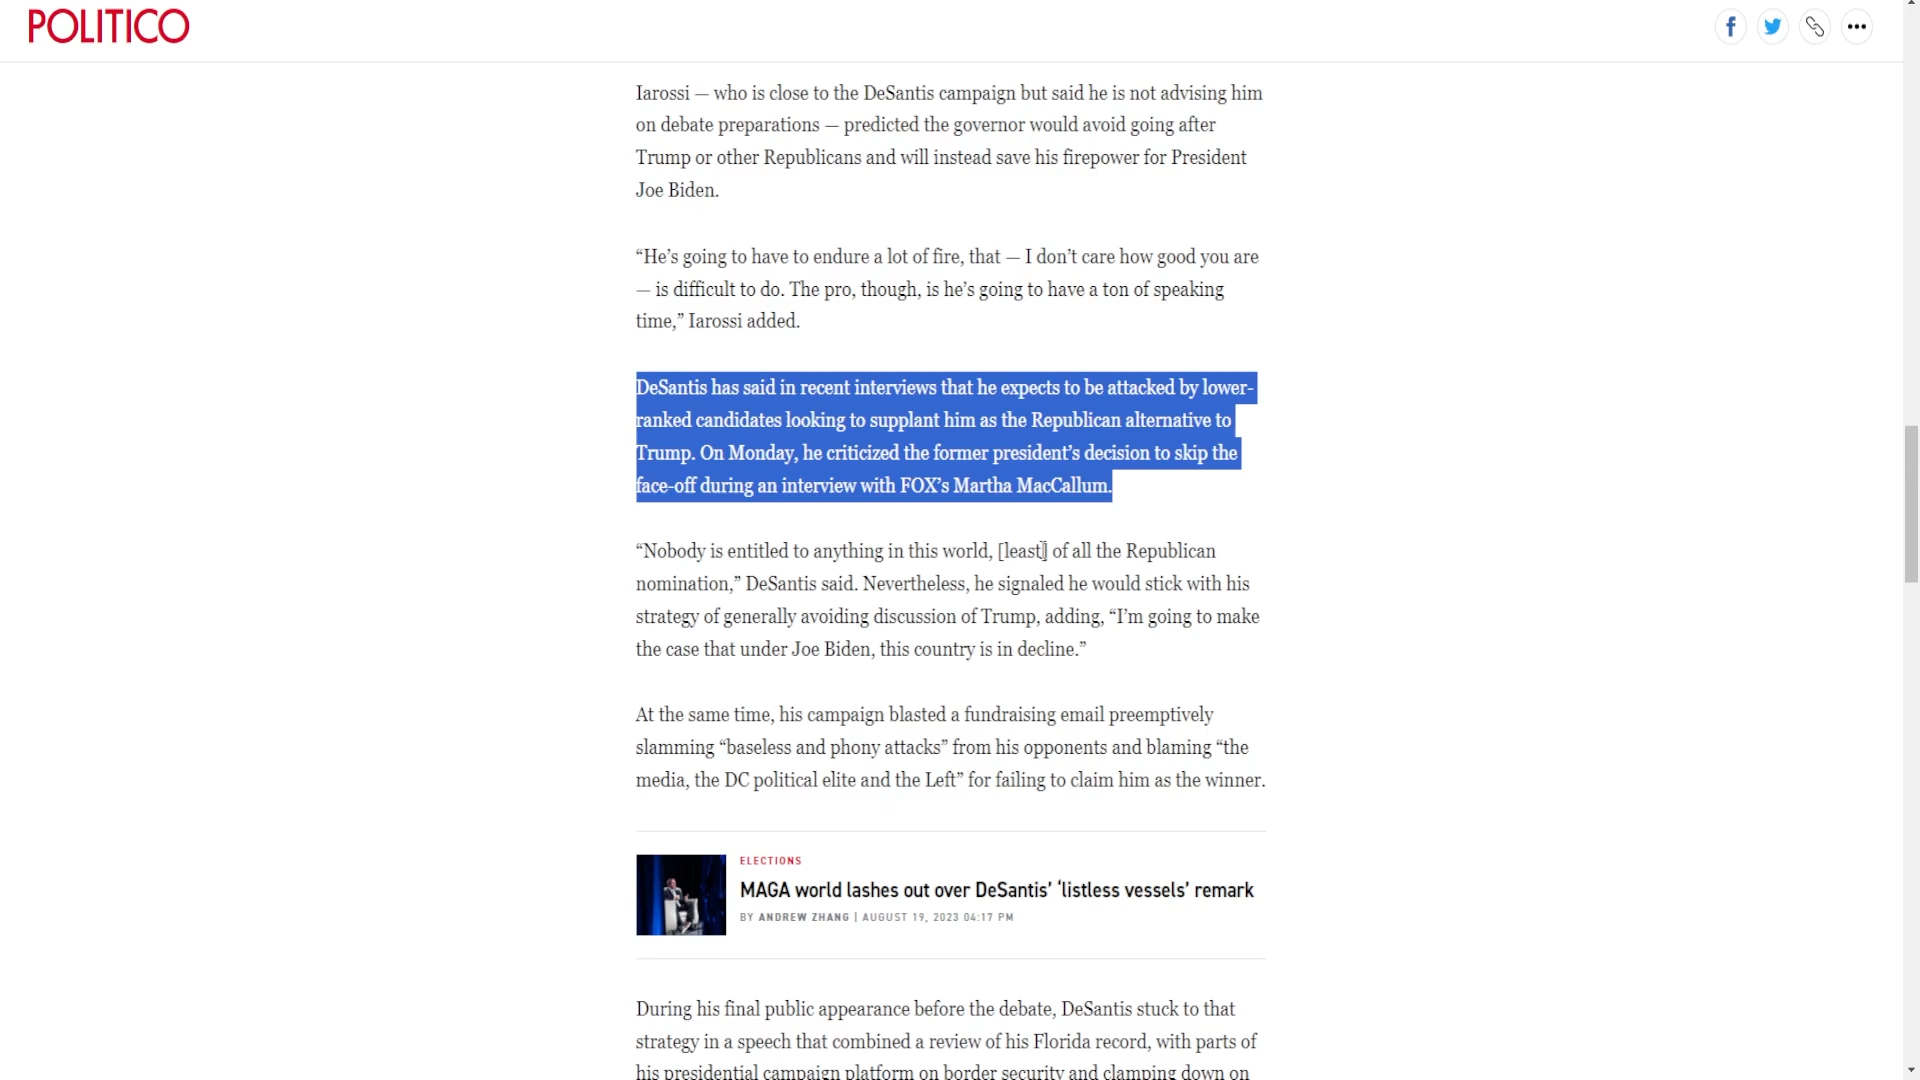 POLITICO
Iarossi — who is close to the DeSantis campaign but said he is not advising him
on debate preparations — predicted the governor would avoid going after
Trump or other Republicans and will instead save his firepower for President
Joe Biden.
“He’s going to have to endure a lot of fire, that — I don’t care how good you are
— is difficult to do. The pro, though, is he’s going to have a ton of speaking
time,” Iarossi added.
DeSantis has said in recent interviews that he expects to be attacked by lower-
ranked candidates looking to supplant him as the Republican alternative to
Trump. On Monday, he criticized the former president’s decision to skip the
face-off during an interview with FOX’s Martha MacCallum.
“Nobody is entitled to anything in this world, [least] of all the Republican
nomination,” DeSantis said. Nevertheless, he signaled he would stick with his
strategy of generally avoiding discussion of Trump, adding, “I’m going to make
the case that under Joe Biden, this country is in decline.”
At the same time, his campaign blasted a fundraising email preemptively
slamming “baseless and phony attacks” from his opponents and blaming “the
media, the DC political elite and the Left” for failing to claim him as the winner.
ELECTIONS
MAGA world lashes out over DeSantis’ ‘listless vessels’ remark
BY ANDREW ZHANG | AUGUST 19, 2023 04:17 PM
During his final public appearance before the debate, DeSantis stuck to that
strategy in a speech that combined a review of his Florida record, with parts of
his presidential campaign platform on border security and clamping down on